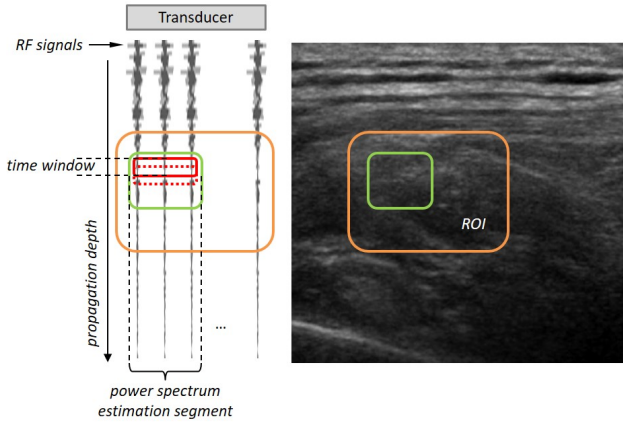 Transducer
RF signals
time window
propagation depth
...
power spectrum
estimation segment
ROI